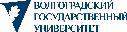 ВОЛГОГРАДСКИЙ
ГОСУДАРСТВЕННЫЙ
УНИВЕРСИТЕТ